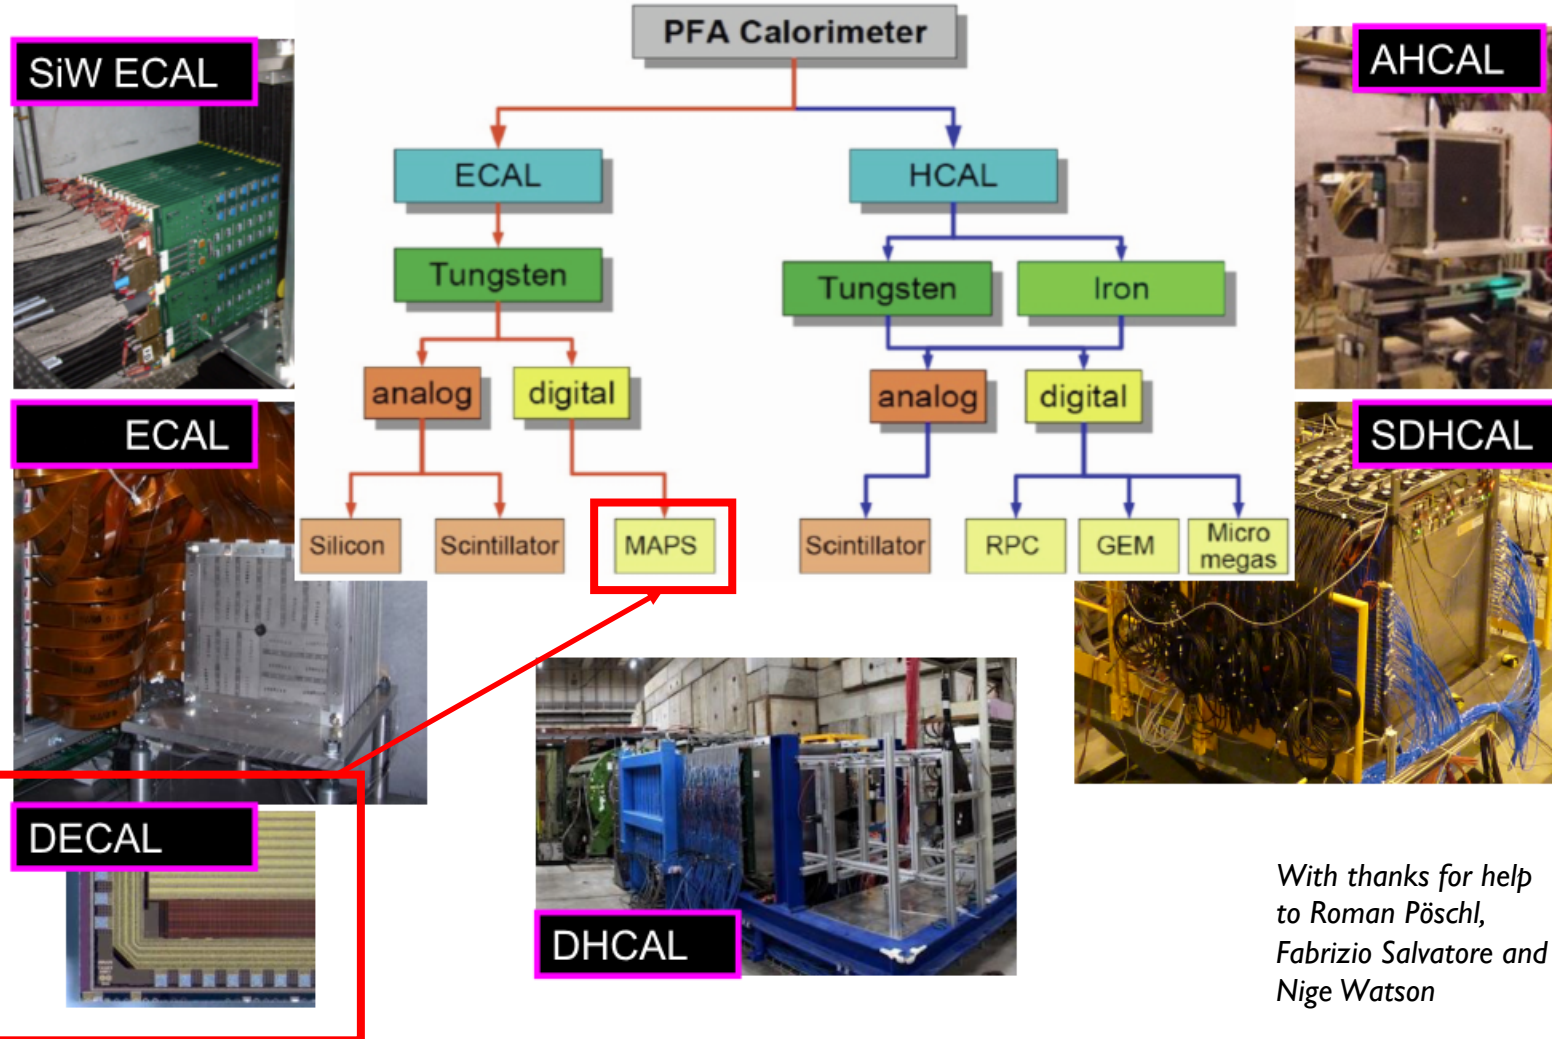 PFA Calorimeter
SiW ECAL
AHCAL
ECAL
HCAL
Tungsten
Tungsten
Iron
analog
digital
analog
digital
ECAL
SDHCAL
Silicon
Scintillator
MAPS
Scintillator
RPC
GEM
Micro
megas
DECAL
DHCAL
With thanks for help
to Roman Pöschl,
Fabrizio Salvatore and
Nige Watson